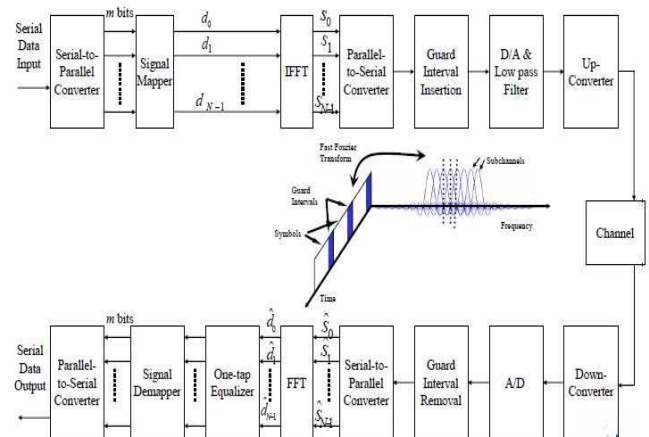 Serial
Data
Input
m bits
Serial-to-
Parallel
Converter
Signal
Mapper
d₀
d₁
d N−1
IFFT
S₀
S₁
S N-1
Parallel-
to-Serial
Converter
Guard
Interval
Insertion
D/A &
Low pass
Filter
Up-
Converter
Fast Fourier
Transform
Subchannels
Guard
Intervals
Symbols
Frequency
Time
Channel
Serial
Data
Output
m bits
Parallel-
to-Serial
Converter
Signal
Demapper
One-tap
Equalizer
d̂₀
d̂₁
d̂ N-1
FFT
Ŝ₀
Ŝ₁
Ŝ N-1
Serial-to-
Parallel
Converter
Guard
Interval
Removal
A/D
Down-
Converter